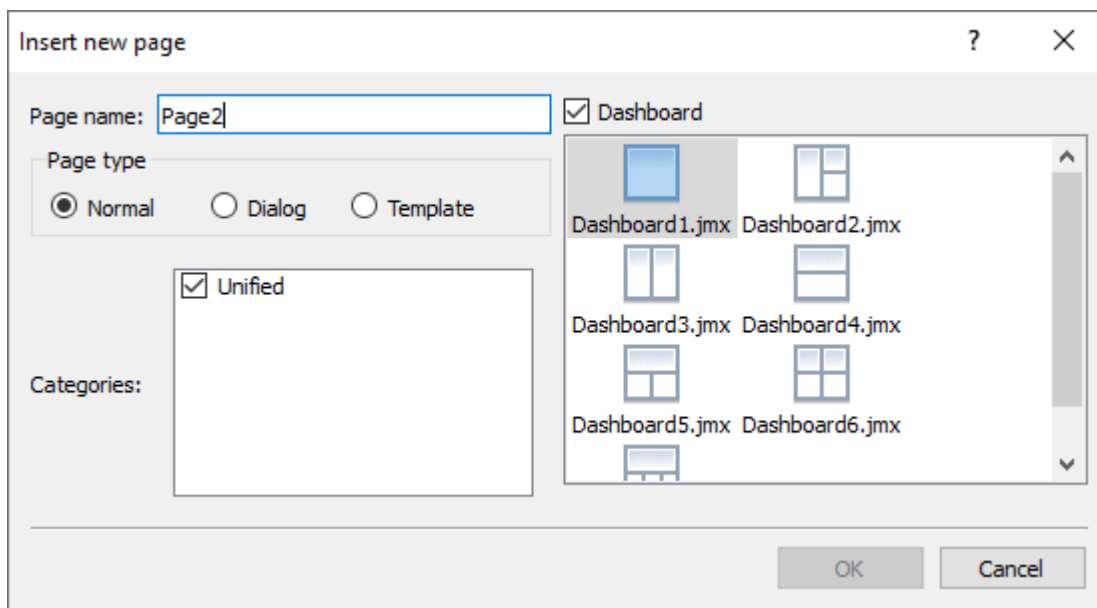 Insert new page
?
Page name: Page2
Page type
Normal Dialog Template
Categories:
Unified
Dashboard
Dashboard1.jmx Dashboard2.jmx
Dashboard3.jmx Dashboard4.jmx
Dashboard5.jmx Dashboard6.jmx
OK Cancel